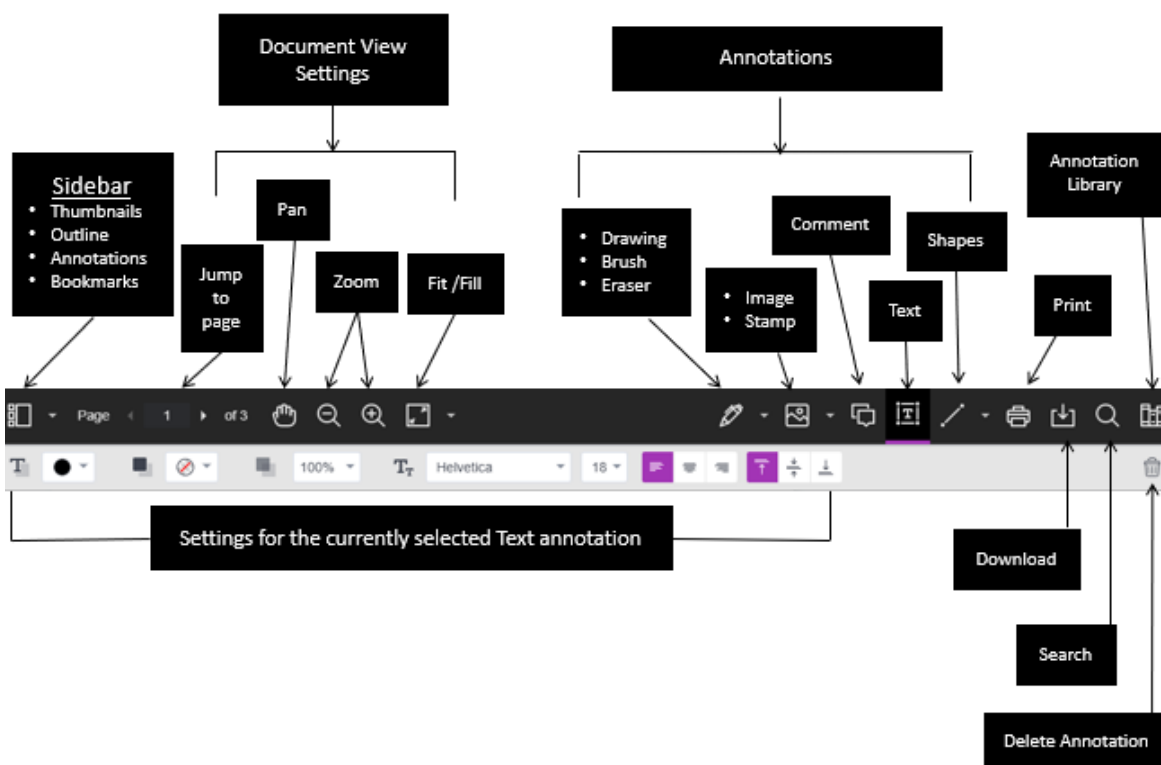 Document View
Settings
Annotations
Annotation
Library
Sidebar
• Thumbnails
• Outline
• Annotations
• Bookmarks
Jump
to
page
Pan
Zoom
Fit /Fill
• Drawing
• Brush
• Eraser
• Image
• Stamp
Comment
Text
Shapes
Print
Page 1 of 3
T 100% TT Helvetica 18
Settings for the currently selected Text annotation
Download
Search
Delete Annotation